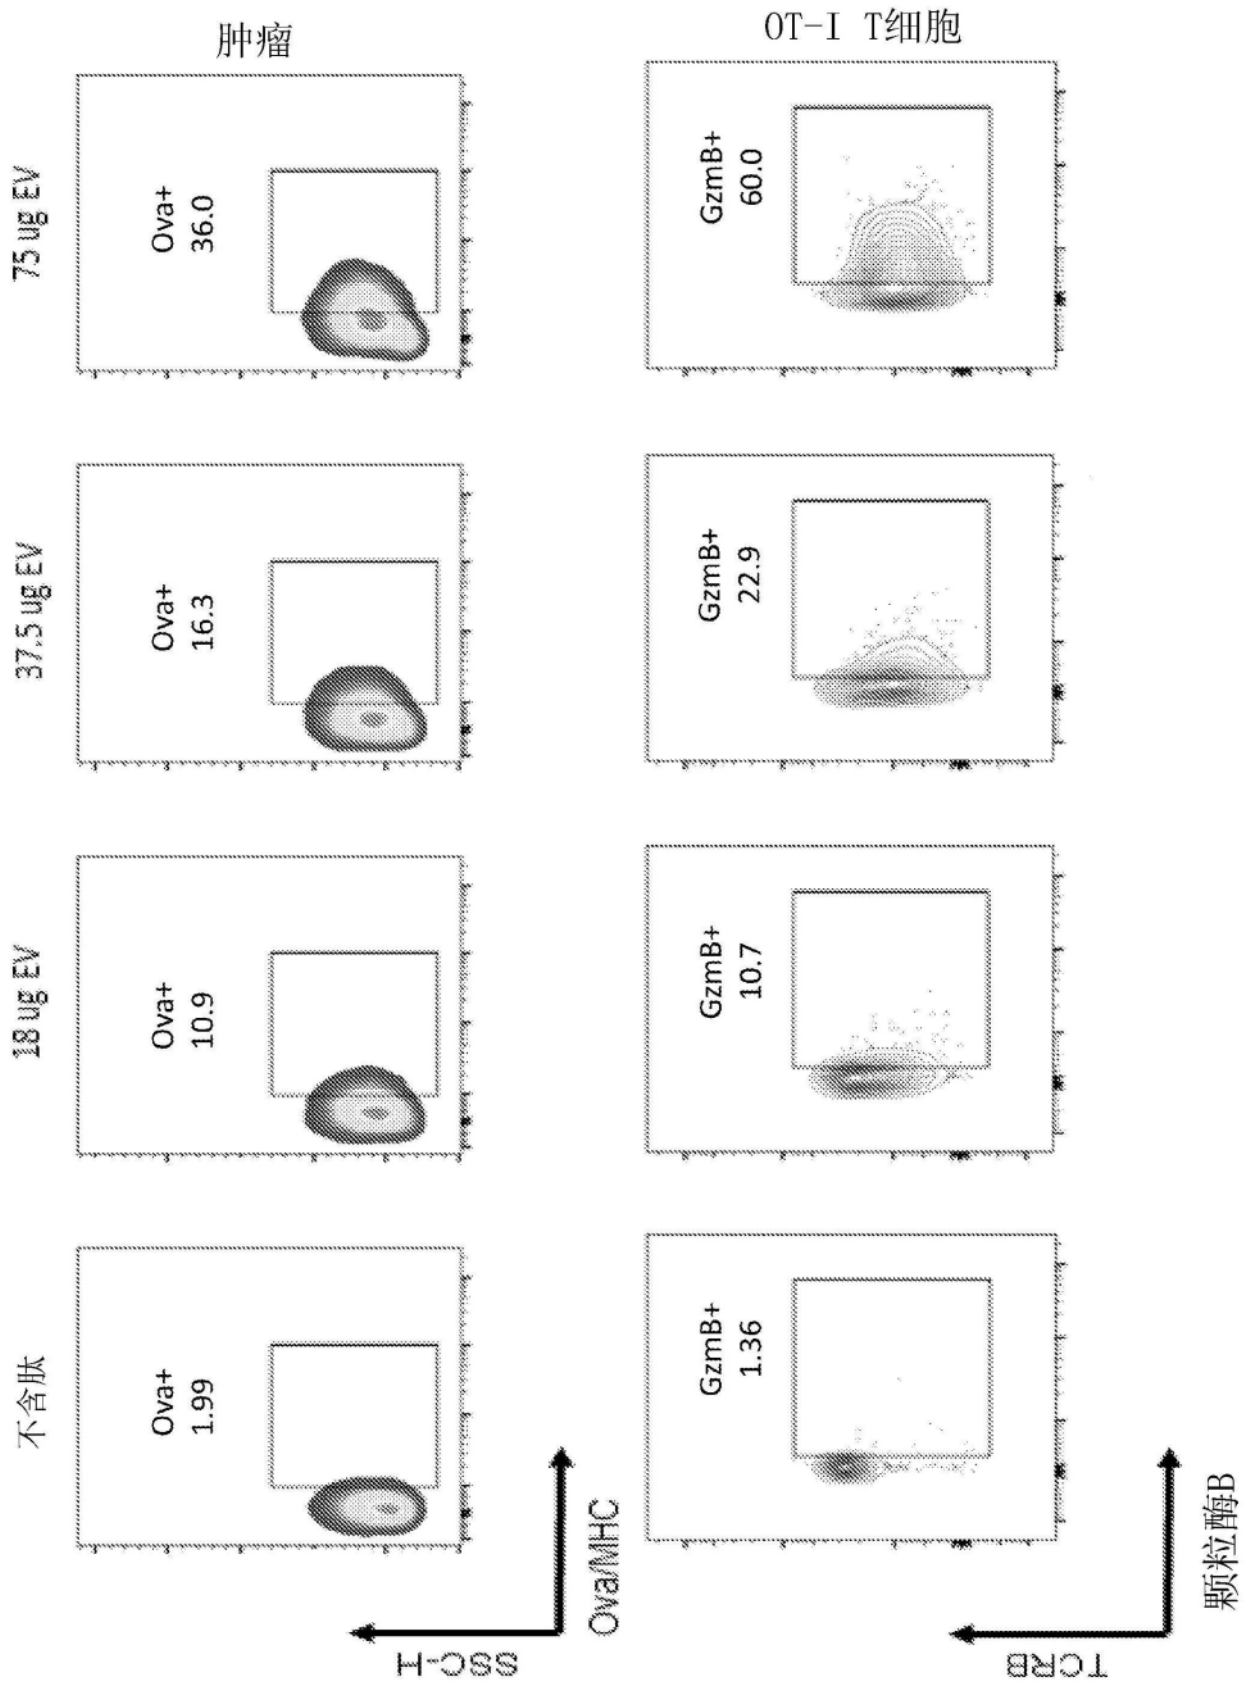 肿瘤
OT-I T细胞
不含肽
18 ug EV
37.5 ug EV
75 ug EV
Ova+
1.99
Ova+
10.9
Ova+
16.3
Ova+
36.0
SSC-H
Ova/MHC
GzmB+
1.36
GzmB+
10.7
GzmB+
22.9
GzmB+
60.0
TCRB
颗粒酶B